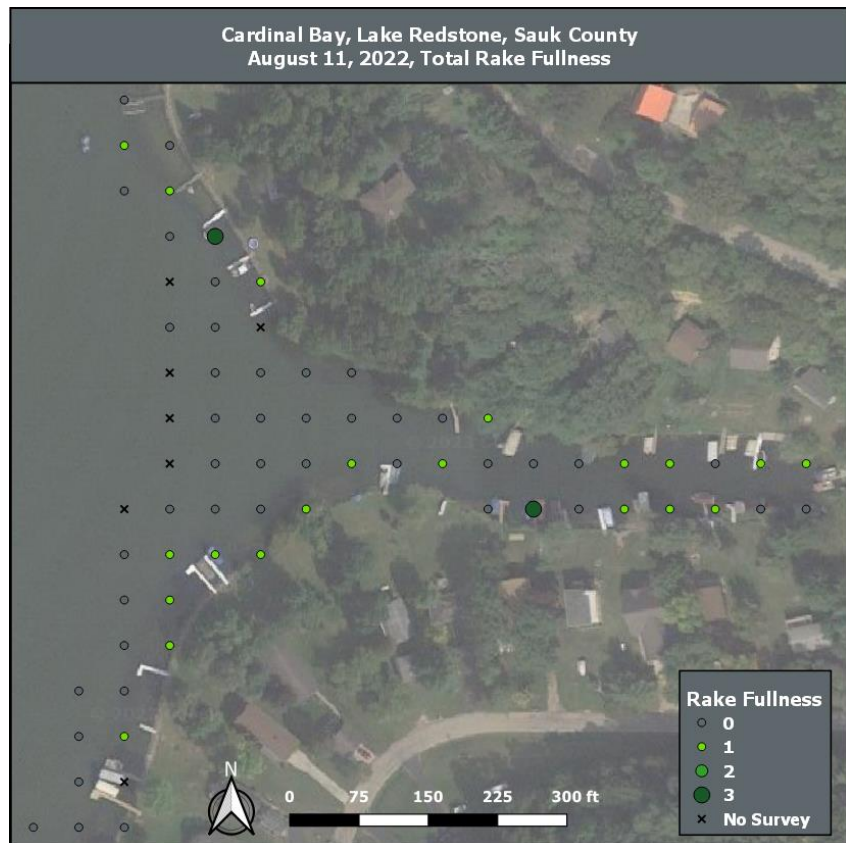 Cardinal Bay, Lake Redstone, Sauk County
August 11, 2022, Total Rake Fullness
N
0 75 150 225 300 ft
Rake Fullness
0
1
2
3
No Survey